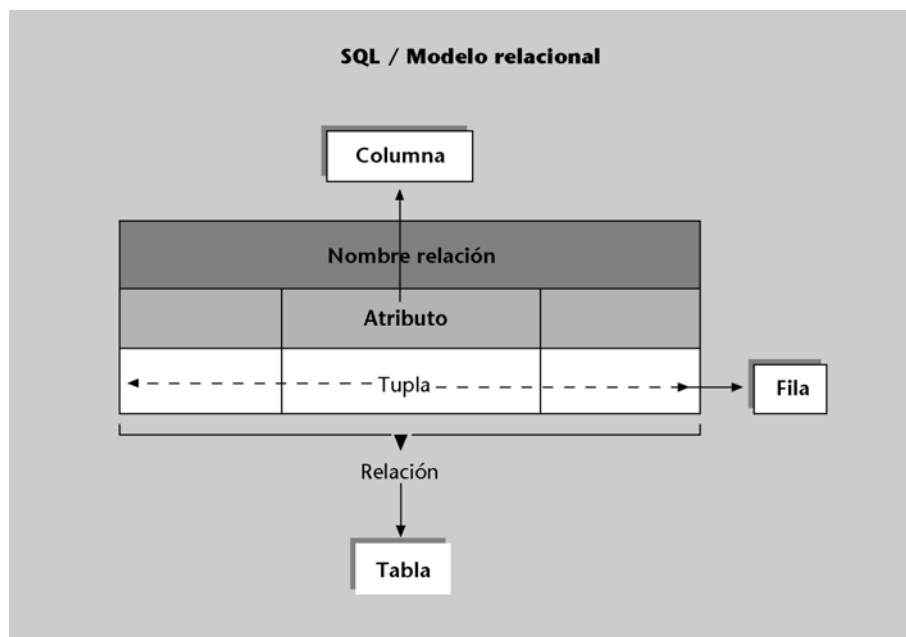 SQL / Modelo relacional
Columna
Nombre relación
Atributo
Tupla
Fila
Relación
Tabla